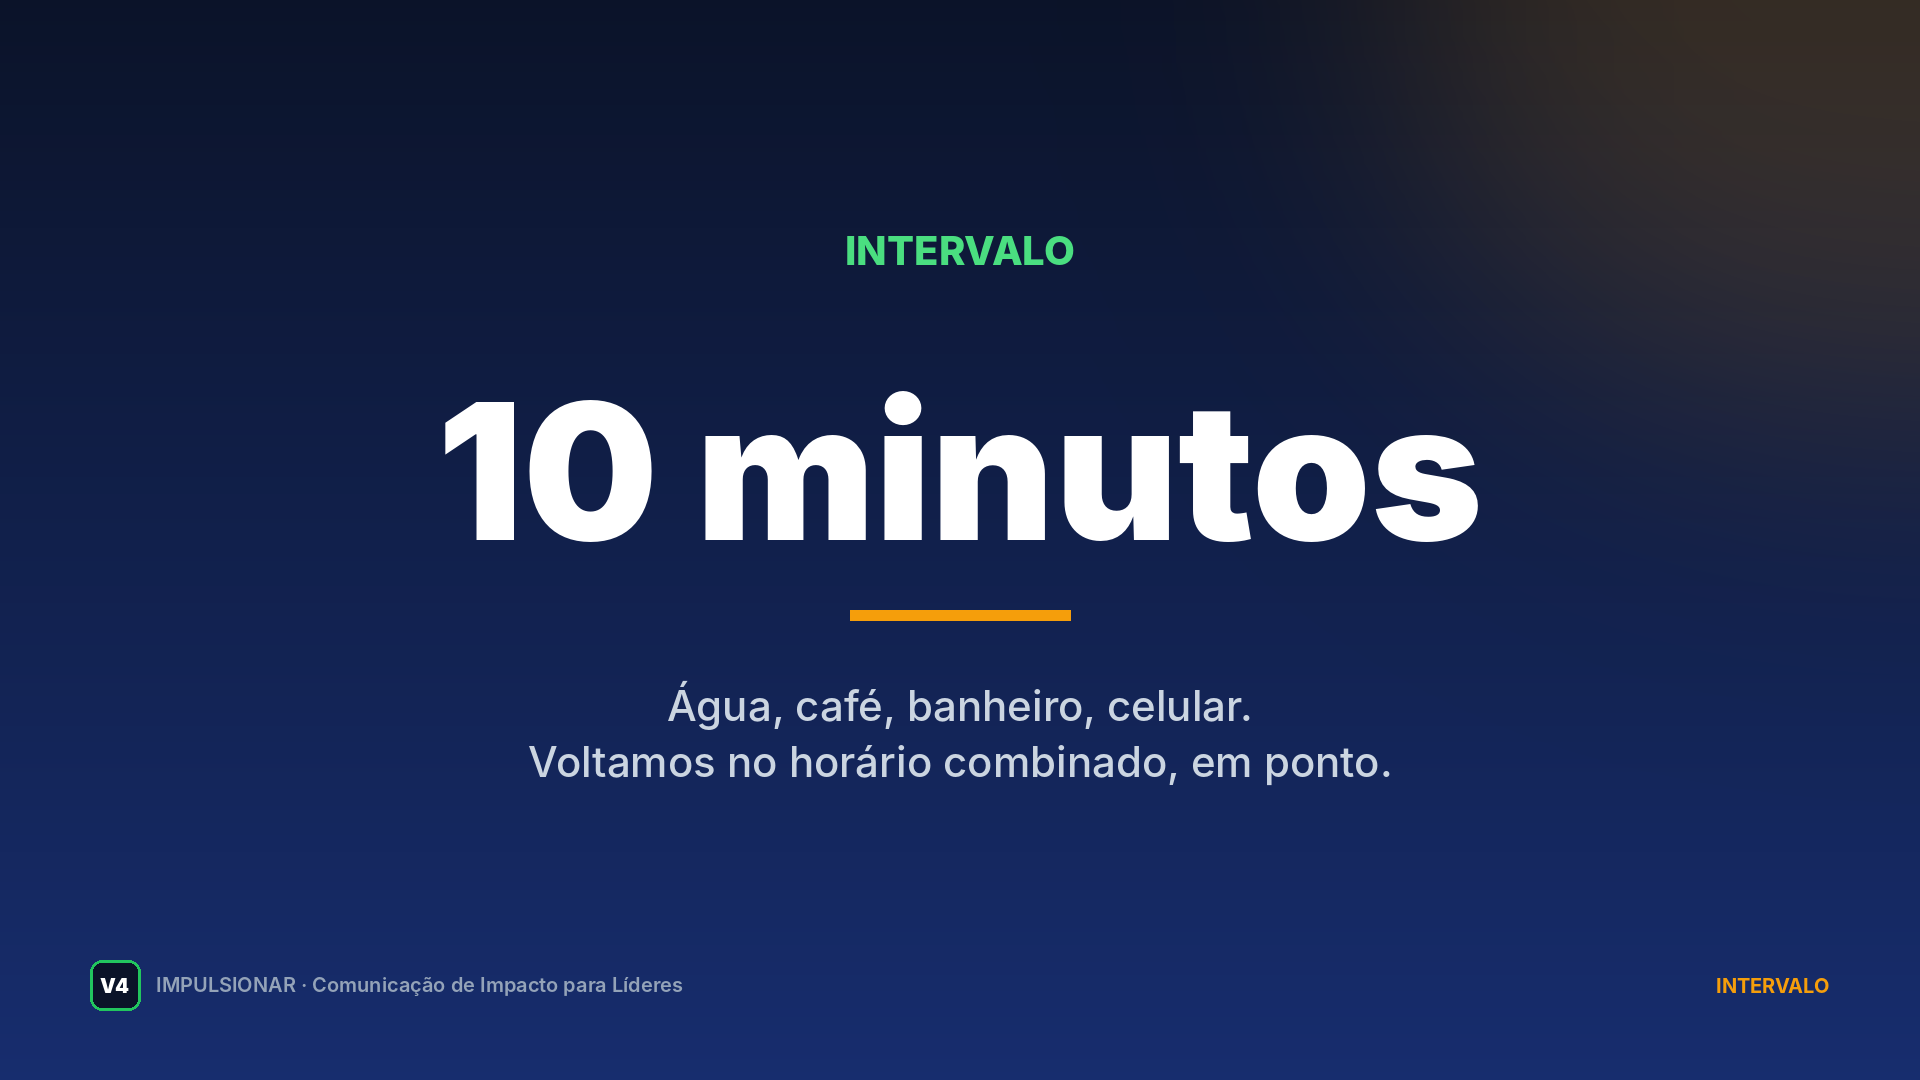 INTERVALO
10 minutos
Água, café, banheiro, celular.
Voltamos no horário combinado, em ponto.
V4 IMPULSIONAR · Comunicação de Impacto para Líderes
INTERVALO